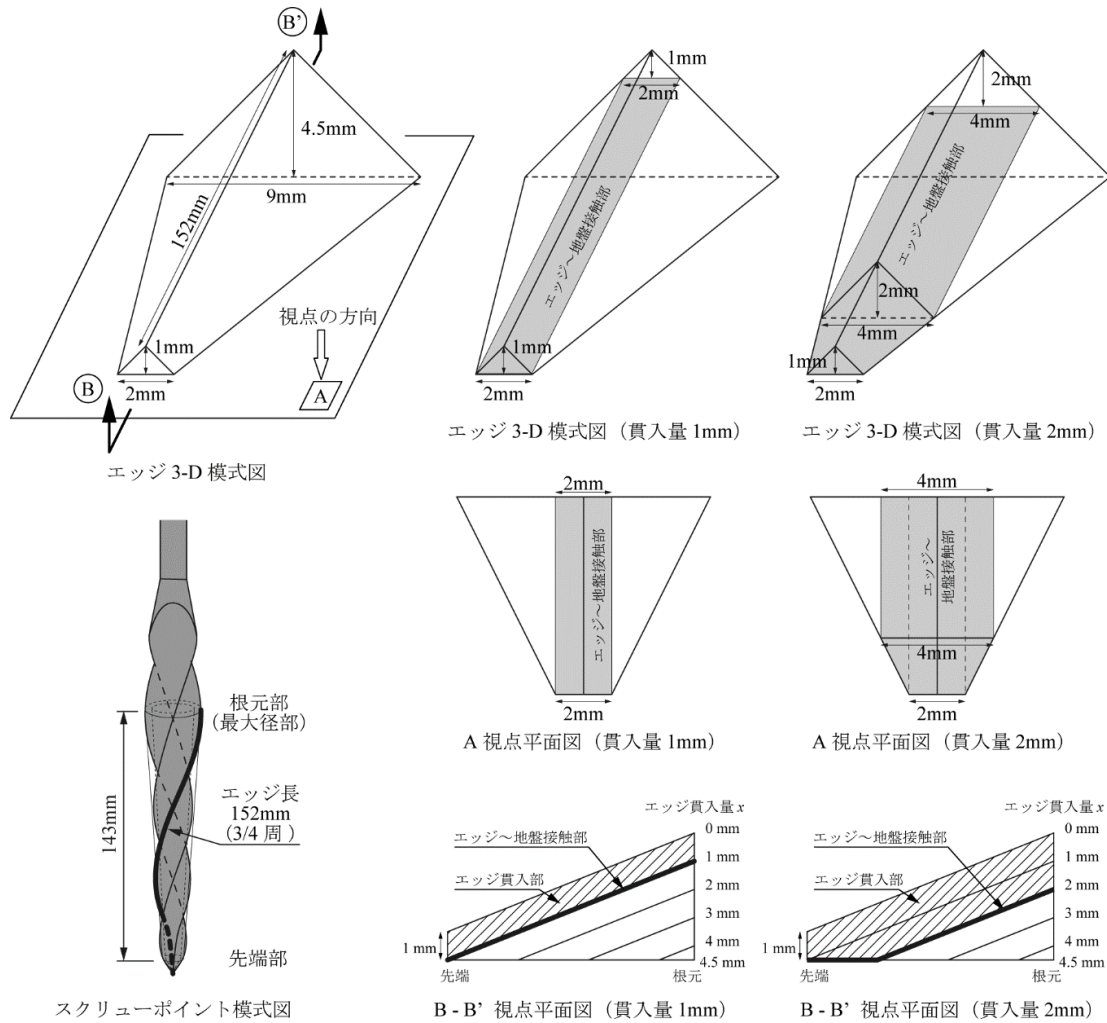 B'
4.5mm
9mm
152mm
視点の方向
1mm
2mm
A
B
エッジ 3-D 模式図
1mm
2mm
エッジ～地盤接触部
1mm
2mm
エッジ 3-D 模式図（貫入量 1mm）
2mm
4mm
エッジ～地盤接触部
2mm
4mm
1mm
2mm
エッジ 3-D 模式図（貫入量 2mm）
2mm
エッジ～地盤接触部
2mm
A 視点平面図（貫入量 1mm）
4mm
エッジ～
地盤接触部
4mm
2mm
A 視点平面図（貫入量 2mm）
根元部
（最大径部）
143mm
エッジ長
152mm
（3/4 周 ）
先端部
スクリューポイント模式図
エッジ貫入量 x
エッジ～地盤接触部
エッジ貫入部
0 mm
1 mm
2 mm
3 mm
4 mm
4.5 mm
1 mm
先端
根元
B - B’ 視点平面図（貫入量 1mm）
エッジ貫入量 x
エッジ～地盤接触部
エッジ貫入部
0 mm
1 mm
2 mm
3 mm
4 mm
4.5 mm
1 mm
先端
根元
B - B’ 視点平面図（貫入量 2mm）